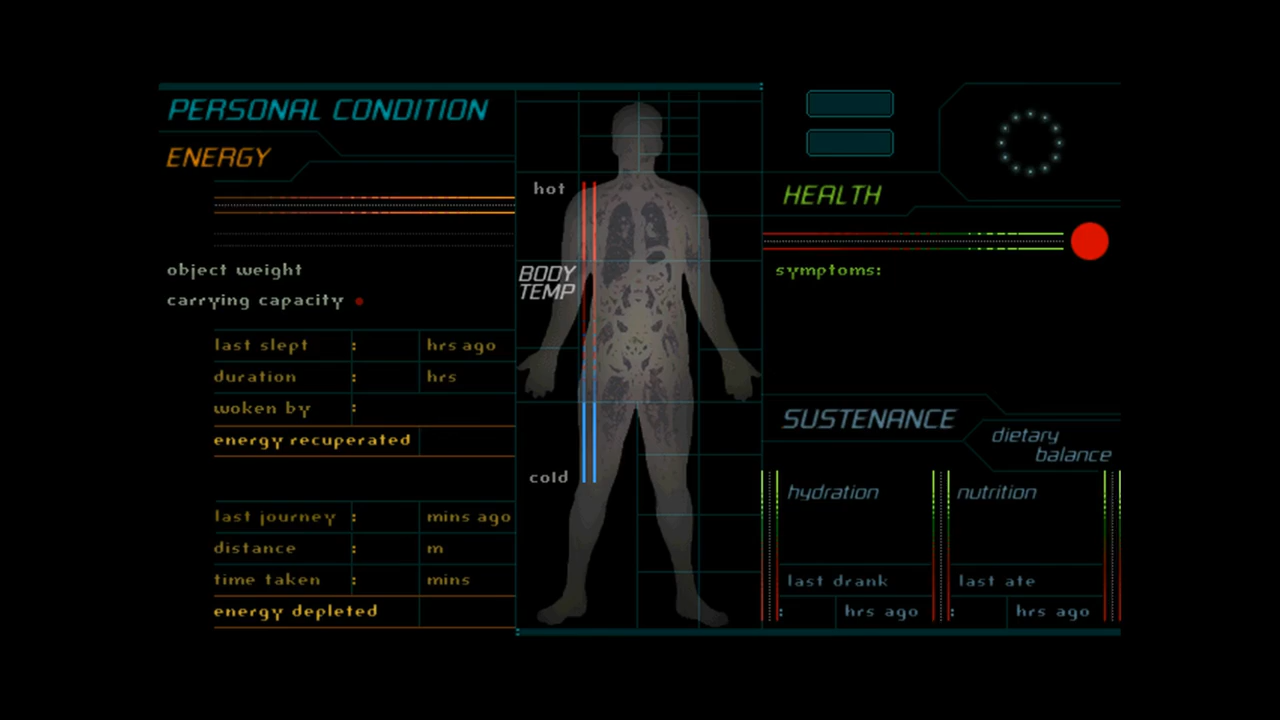 PERSONAL CONDITION
ENERGY
object weight
carrying capacity
last slept : hrs ago
duration : hrs
woken by :
energy recuperated
last journey : mins ago
distance : m
time taken : mins
energy depleted
hot
BODY
TEMP
cold
HEALTH
symptoms:
SUSTENANCE
dietary
balance
hydration
last drank
: hrs ago
nutrition
last ate
: hrs ago